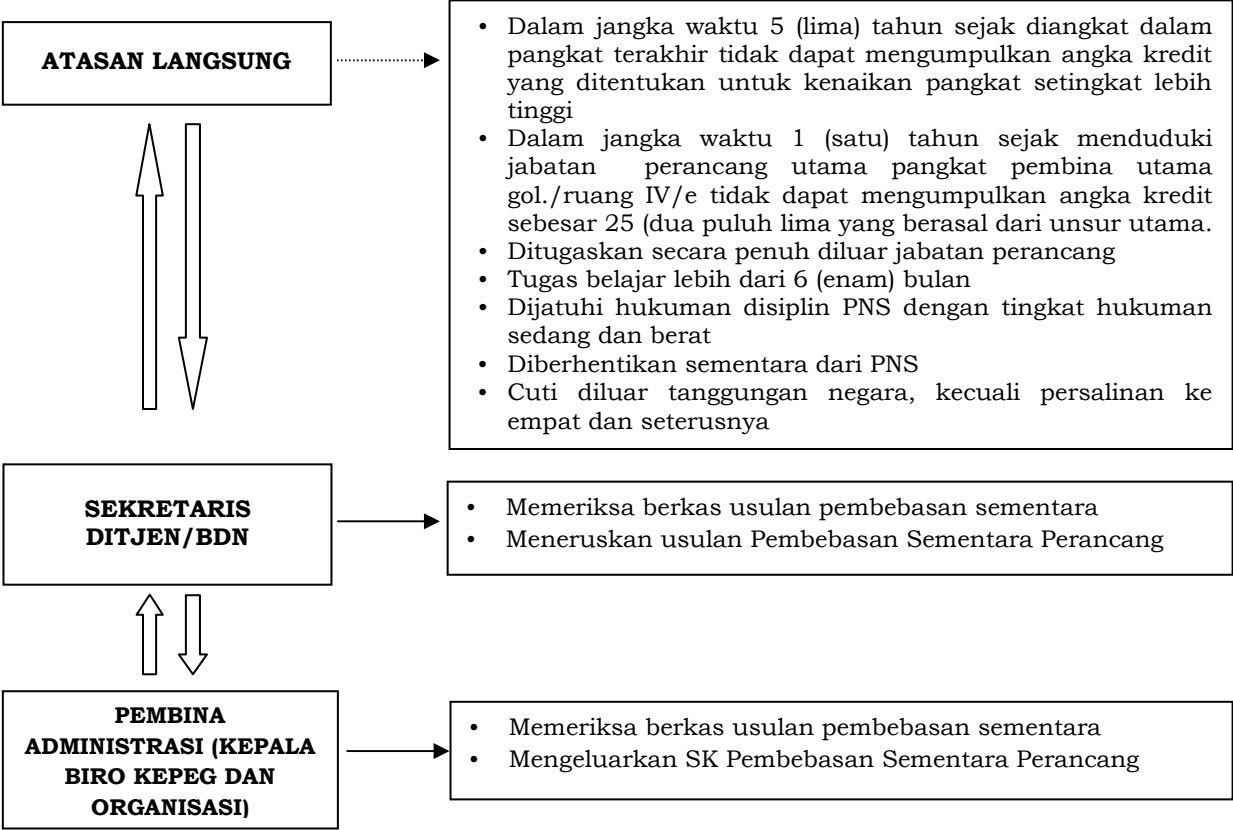 ATASAN LANGSUNG
• Dalam jangka waktu 5 (lima) tahun sejak diangkat dalam
pangkat terakhir tidak dapat mengumpulkan angka kredit
yang ditentukan untuk kenaikan pangkat setingkat lebih
tinggi
• Dalam jangka waktu 1 (satu) tahun sejak menduduki
jabatan perancang utama pangkat pembina utama
gol./ruang IV/e tidak dapat mengumpulkan angka kredit
sebesar 25 (dua puluh lima yang berasal dari unsur utama.
• Ditugaskan secara penuh diluar jabatan perancang
• Tugas belajar lebih dari 6 (enam) bulan
• Dijatuhi hukuman disiplin PNS dengan tingkat hukuman
sedang dan berat
• Diberhentikan sementara dari PNS
• Cuti diluar tanggungan negara, kecuali persalinan ke
empat dan seterusnya
SEKRETARIS
DITJEN/BDN
• Memeriksa berkas usulan pembebasan sementara
• Meneruskan usulan Pembebasan Sementara Perancang
PEMBINA
ADMINISTRASI (KEPALA
BIRO KEPEG DAN
ORGANISASI)
• Memeriksa berkas usulan pembebasan sementara
• Mengeluarkan SK Pembebasan Sementara Perancang